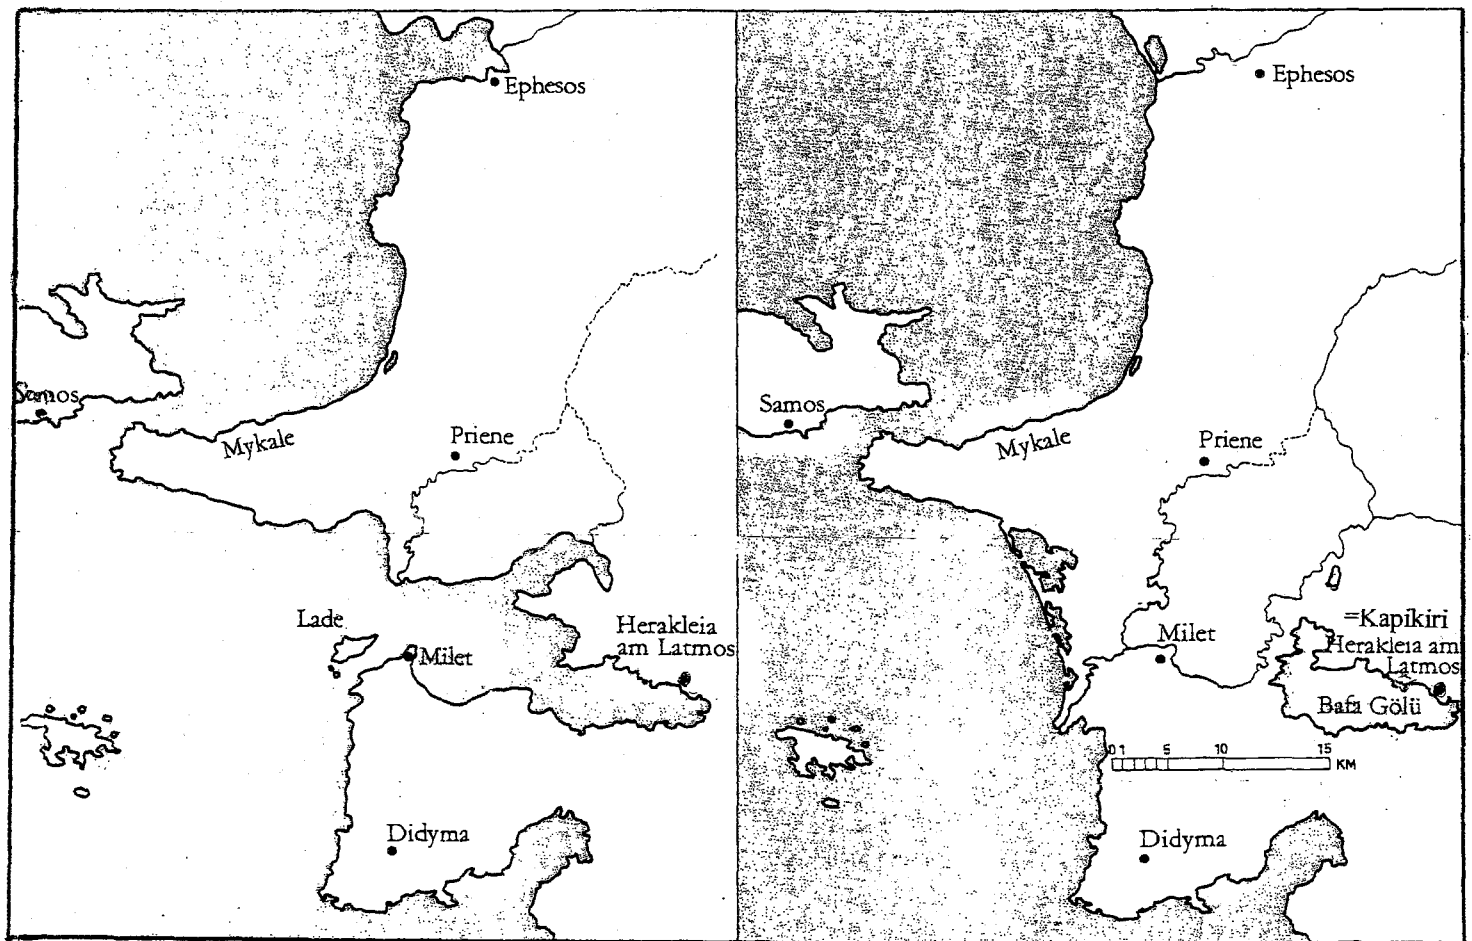 Ephesos
Samos
Mykale
Priene
Lade
Milet
Herakleia
am Latmos
Didyma
Ephesos
Samos
Mykale
Priene
Milet
=Kapikiri
Herakleia am
Latmos
Bafa Gölü
0 1 5 10 15 KM
Didyma